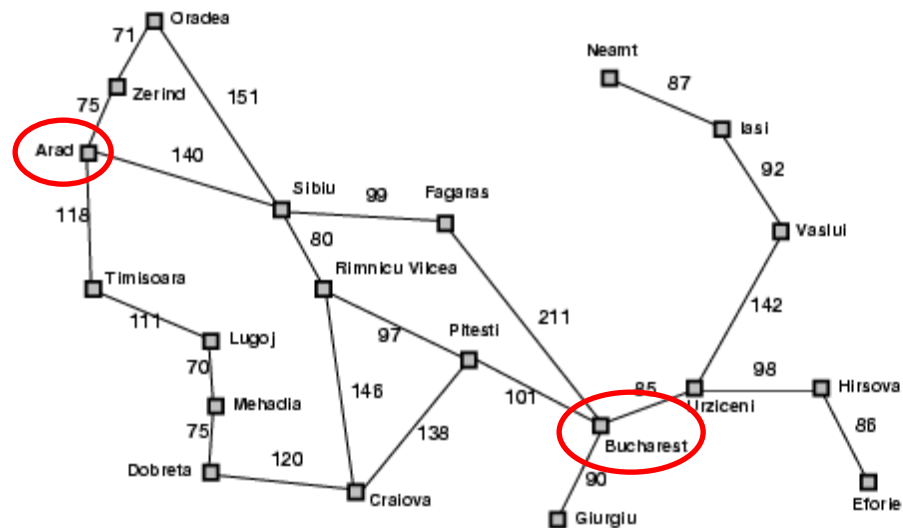 Oradea
71
Neamt
87
Zerind
151
75
Iasi
Arad
140
92
Sibiu
99
Fagaras
118
80
Vaslui
Rimnicu Vilcea
Timisoara
111
211
142
Lugoj
97
Pitesti
70
98
Hirsova
146
101
85
Urziceni
Mehadia
75
138
86
Bucharest
Dobreta
120
90
Craiova
Eforie
Giurgiu